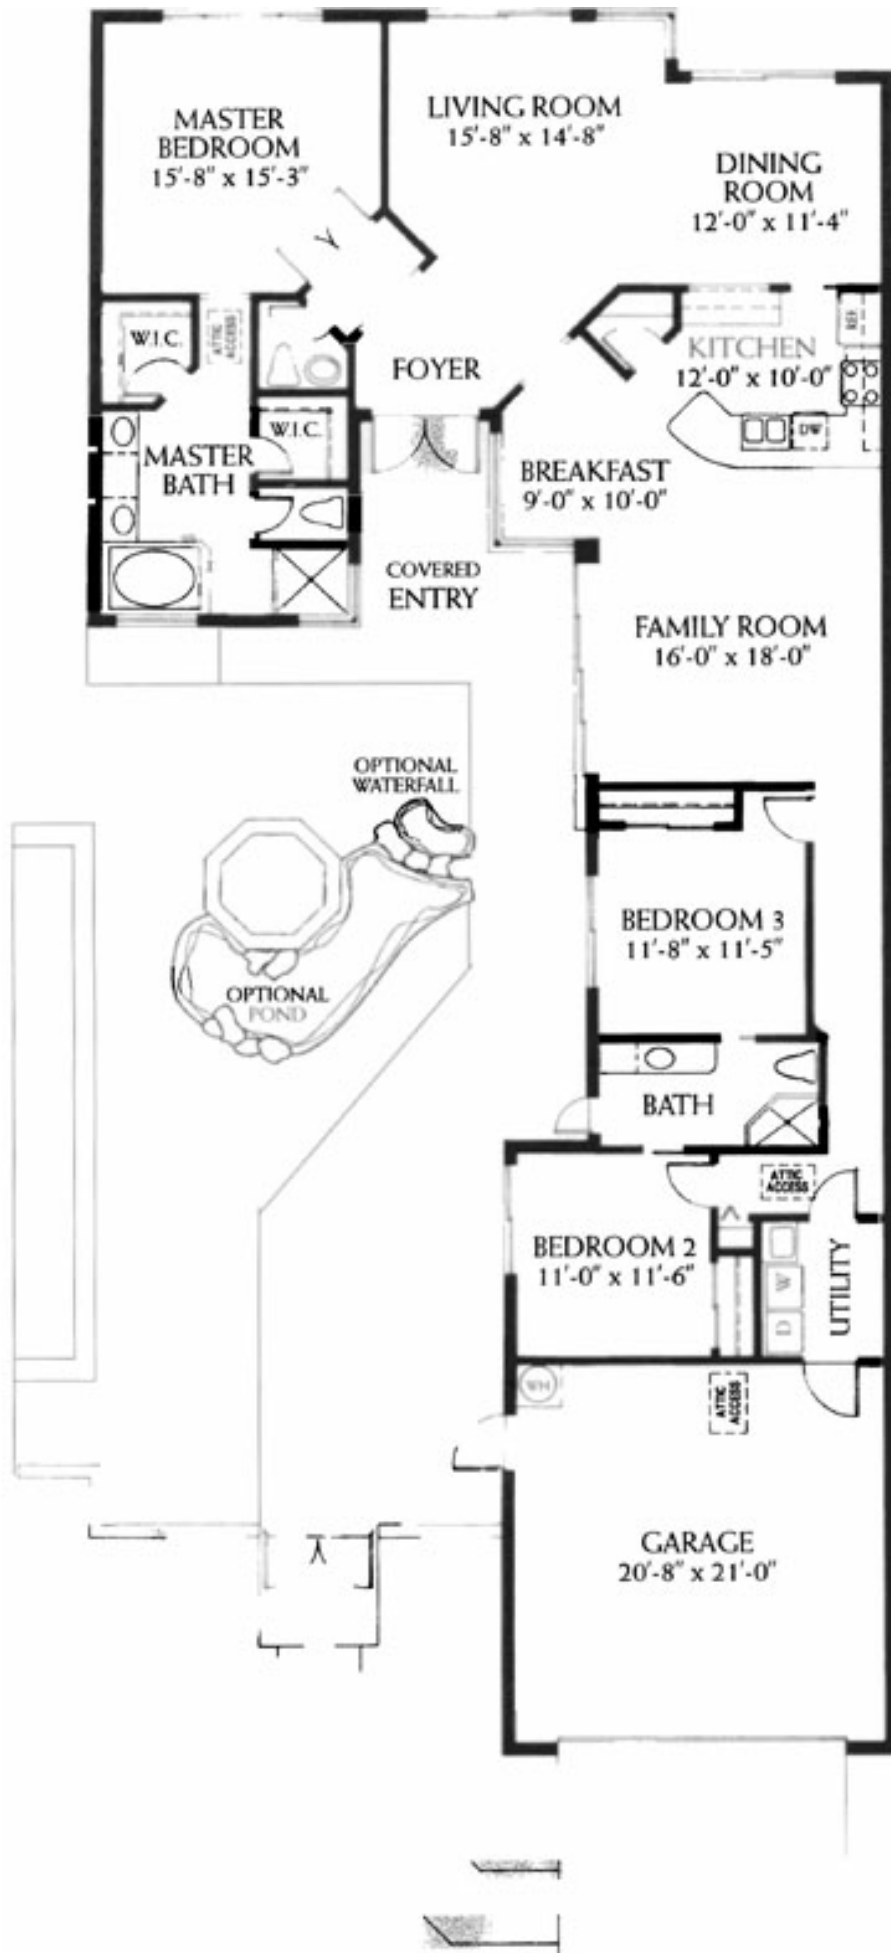 MASTER
BEDROOM
15'-8" x 15'-3"
LIVING ROOM
15'-8" x 14'-8"
DINING
ROOM
12'-0" x 11'-4"
W.I.C.
ATTIC
ACCESS
FOYER
KITCHEN
12'-0" x 10'-0"
REF.
W.I.C.
MASTER
BATH
DW
BREAKFAST
9'-0" x 10'-0"
COVERED
ENTRY
FAMILY ROOM
16'-0" x 18'-0"
OPTIONAL
WATERFALL
BEDROOM 3
11'-8" x 11'-5"
OPTIONAL
POND
BATH
ATTIC
ACCESS
BEDROOM 2
11'-0" x 11'-6"
W
D
UTILITY
WH
ATTIC
ACCESS
GARAGE
20'-8" x 21'-0"